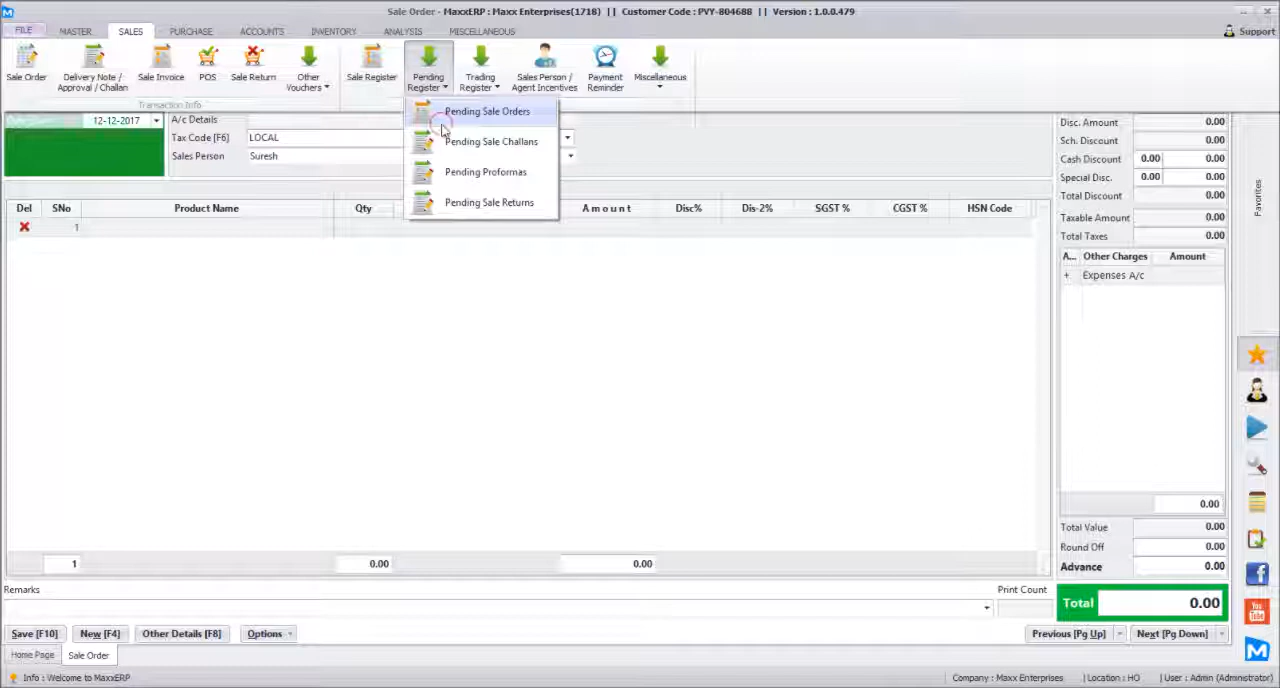 Sale Order - MaxxERP : Maxx Enterprises(1718) || Customer Code : PVY-804688 || Version : 1.0.0.479
FILE MASTER SALES PURCHASE ACCOUNTS INVENTORY ANALYSIS MISCELLANEOUS Support
Sale Order Delivery Note / Approval / Challan Sale Invoice POS Sale Return Other Vouchers Sale Register Pending Register Trading Register Sales Person / Agent Incentives Payment Reminder Miscellaneous
Transaction Info
Pending Sale Orders
Pending Sale Challans
Pending Proformas
Pending Sale Returns
12-12-2017 A/c Details
Tax Code [F6] LOCAL
Sales Person Suresh
Disc. Amount 0.00
Sch. Discount 0.00
Cash Discount 0.00 0.00
Special Disc. 0.00 0.00
Total Discount 0.00
Taxable Amount 0.00
Total Taxes 0.00
Favorites
Del SNo Product Name Qty A m o u n t Disc% Dis-2% SGST % CGST % HSN Code
1
A... Other Charges Amount
+ Expenses A/c
0.00
1 0.00 0.00
Total Value 0.00
Round Off 0.00
Advance 0.00
Remarks Print Count
Total 0.00
Save [F10] New [F4] Other Details [F8] Options Previous [Pg Up] Next [Pg Down]
Home Page Sale Order
You Tube
Info : Welcome to MaxxERP Company : Maxx Enterprises | Location : HO | User : Admin (Administrator)